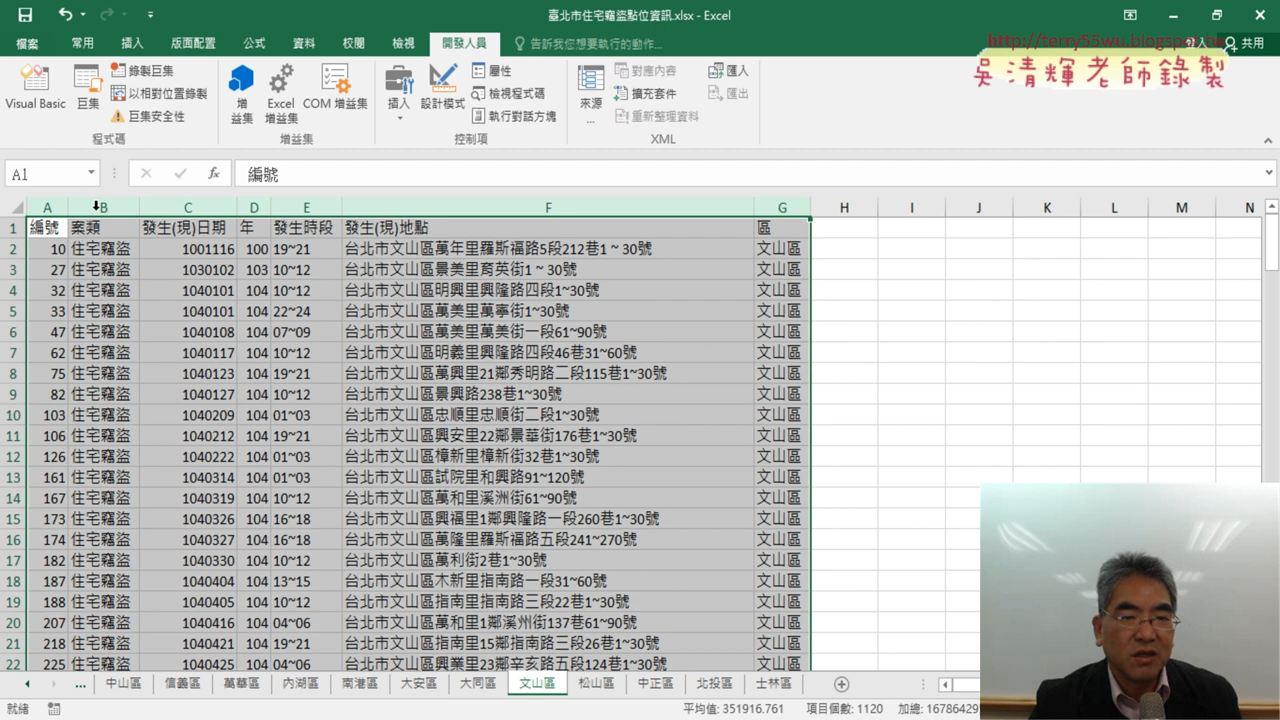 臺北市住宅竊盜點位資訊.xlsx - Excel
檔案 常用 插入 版面配置 公式 資料 校閱 檢視 開發人員 告訴我您想要執行的動作... 登入 共用
http://terry55wu.blogspot.tw
吳清輝老師錄製
Visual Basic 巨集 錄製巨集 以相對位置錄製 巨集安全性 程式碼
增益集 Excel 增益集 COM 增益集 增益集
插入 設計模式 屬性 檢視程式碼 執行對話方塊 控制項
來源... 對應內容 擴充套件 重新整理資料 匯入 匯出 XML
A1 fx 編號
A B C D E F G H I J K L M N
1 編號 案類 發生(現)日期 年 發生時段 發生(現)地點 區
2 10 住宅竊盜 1001116 100 19~21 台北市文山區萬年里羅斯福路5段212巷1 ~ 30號 文山區
3 27 住宅竊盜 1030102 103 10~12 台北市文山區景美里育英街1 ~ 30號 文山區
4 32 住宅竊盜 1040101 104 10~12 台北市文山區明興里興隆路四段1~30號 文山區
5 33 住宅竊盜 1040101 104 22~24 台北市文山區萬美里萬寧街1~30號 文山區
6 47 住宅竊盜 1040108 104 07~09 台北市文山區萬美里萬美街一段61~90號 文山區
7 62 住宅竊盜 1040117 104 10~12 台北市文山區明義里興隆路四段46巷31~60號 文山區
8 75 住宅竊盜 1040123 104 19~21 台北市文山區萬興里21鄰秀明路二段115巷1~30號 文山區
9 82 住宅竊盜 1040127 104 10~12 台北市文山區景興路238巷1~30號 文山區
10 103 住宅竊盜 1040209 104 01~03 台北市文山區忠順里忠順街二段1~30號 文山區
11 106 住宅竊盜 1040212 104 19~21 台北市文山區興安里22鄰景華街176巷1~30號 文山區
12 126 住宅竊盜 1040222 104 01~03 台北市文山區樟新里樟新街32巷1~30號 文山區
13 161 住宅竊盜 1040314 104 01~03 台北市文山區試院里和興路91~120號 文山區
14 167 住宅竊盜 1040319 104 10~12 台北市文山區萬和里溪洲街61~90號 文山區
15 173 住宅竊盜 1040326 104 16~18 台北市文山區興福里1鄰興隆路一段260巷1~30號 文山區
16 174 住宅竊盜 1040327 104 16~18 台北市文山區萬隆里羅斯福路五段241~270號 文山區
17 182 住宅竊盜 1040330 104 10~12 台北市文山區萬利街2巷1~30號 文山區
18 187 住宅竊盜 1040404 104 13~15 台北市文山區木新里指南路一段31~60號 文山區
19 188 住宅竊盜 1040405 104 10~12 台北市文山區指南里指南路三段22巷1~30號 文山區
20 207 住宅竊盜 1040416 104 04~06 台北市文山區萬和里1鄰溪州街137巷61~90號 文山區
21 218 住宅竊盜 1040421 104 19~21 台北市文山區指南里15鄰指南路三段26巷1~30號 文山區
22 225 住宅竊盜 1040425 104 04~06 台北市文山區興業里23鄰辛亥路五段124巷1~30號 文山區
... 中山區 信義區 萬華區 內湖區 南港區 大安區 大同區 文山區 松山區 中正區 北投區 士林區
就緒 平均值: 351916.761 項目個數: 1120 加總: 16786429